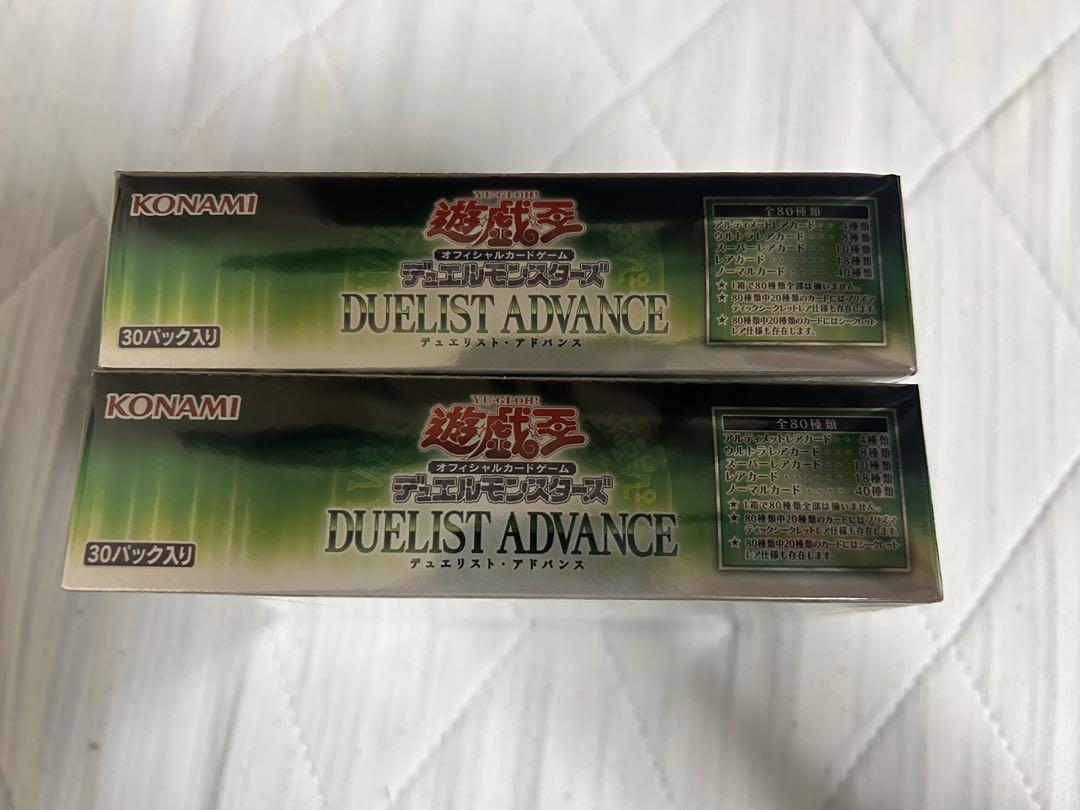 KONAMI
YU-GI-OH!
遊戯王
オフィシャルカードゲーム
デュエルモンスターズ
DUELIST ADVANCE
デュエリスト・アドバンス
30パック入り
全80種類
アルティメットレアカード・・ 4種類
ウルトラレアカード・・・ 8種類
スーパーレアカード・・・ 10種類
レアカード・・・・・・ 18種類
ノーマルカード・・・・・ 40種類
★ 1箱で80種類全部は揃いません。
★ 80種類中20種類のカードにはプリズマ
ティックシークレットレア仕様も存在します。
★ 80種類中20種類のカードにはシークレット
レア仕様も存在します。
KONAMI
YU-GI-OH!
遊戯王
オフィシャルカードゲーム
デュエルモンスターズ
DUELIST ADVANCE
デュエリスト・アドバンス
30パック入り
全80種類
アルティメットレアカード・・ 4種類
ウルトラレアカード・・・ 8種類
スーパーレアカード・・・ 10種類
レアカード・・・・・・ 18種類
ノーマルカード・・・・・ 40種類
★ 1箱で80種類全部は揃いません。
★ 80種類中20種類のカードにはプリズマ
ティックシークレットレア仕様も存在します。
★ 80種類中20種類のカードにはシークレット
レア仕様も存在します。